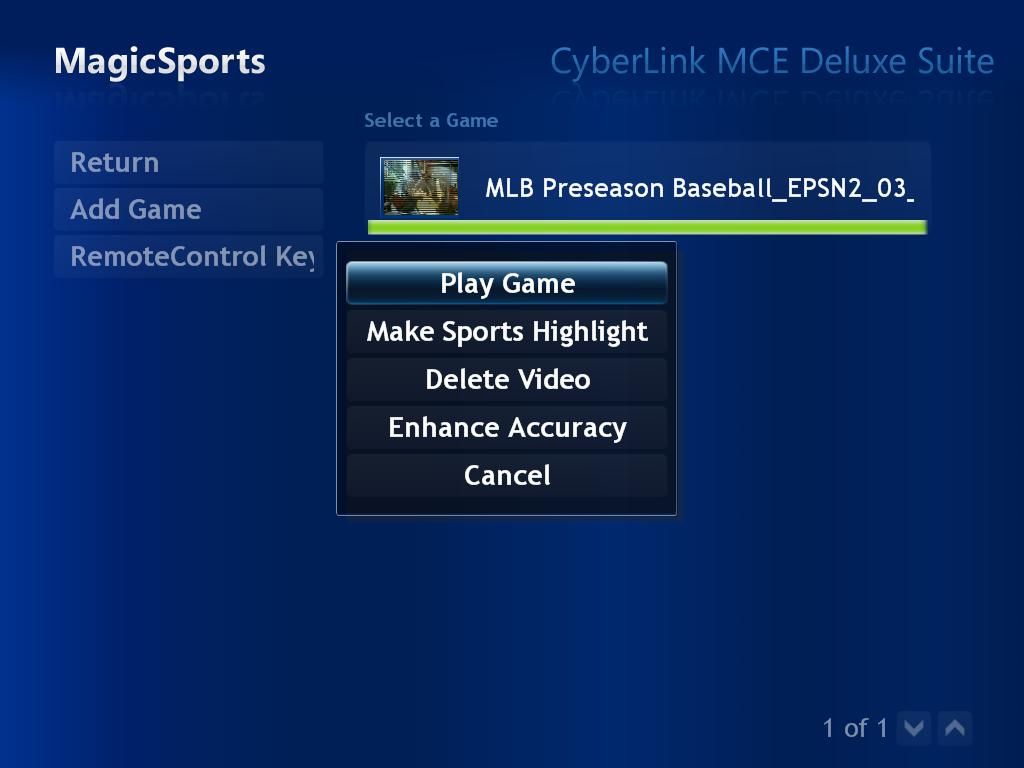 MagicSports
CyberLink MCE Deluxe Suite
Select a Game
Return
Add Game
RemoteControl Key
MLB Preseason Baseball_EPSN2_03_
Play Game
Make Sports Highlight
Delete Video
Enhance Accuracy
Cancel
1 of 1